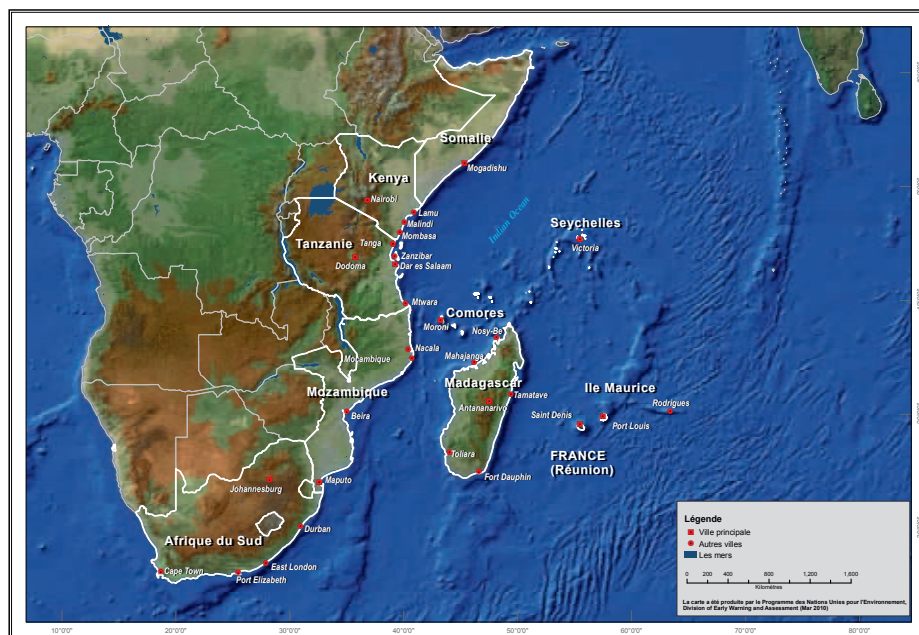 Somalie
Mogadishu
Kenya
Nairobi
Lamu
Malindi
Mombasa
Indian Ocean
Seychelles
Victoria
Tanzanie
Tanga
Zanzibar
Dodoma
Dar es Salaam
Mtwara
Comores
Moroni
Nosy-Be
Nacala
Moçambique
Mahajanga
Mozambique
Madagascar
Tamatave
Antananarivo
Ile Maurice
Rodrigues
Beira
Saint Denis
Port Louis
FRANCE
(Réunion)
Toliara
Fort Dauphin
Johannesburg
Maputo
Durban
Afrique du Sud
East London
Cape Town
Port Elizabeth
Légende
Ville principale
Autres villes
Les mers
0 200 400 800 1,200 1,600
Kilomètres
La carte a été produite par le Programme des Nations Unies pour l'Environnement,
Division of Early Warning and Assessment (Mar 2010)
10°0'0" 20°0'0" 30°0'0" 40°0'0" 50°0'0" 60°0'0" 70°0'0" 80°0'0"